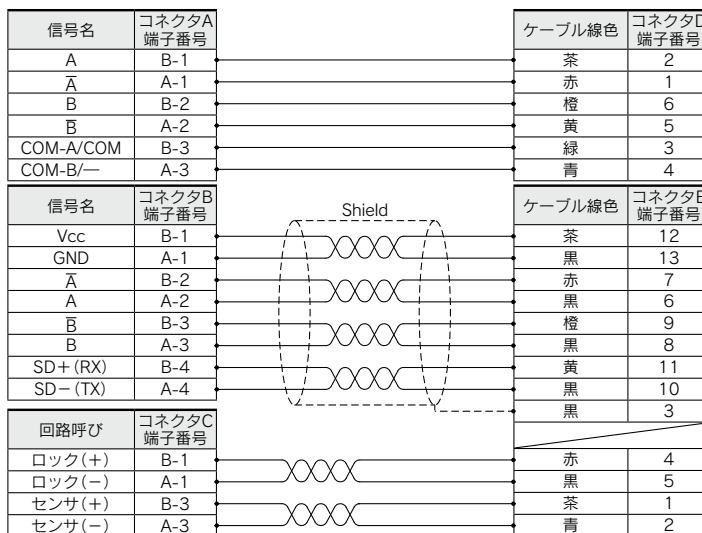 信号名 コネクタA端子番号 ケーブル線色 コネクタD端子番号
A B-1 茶 2
A̅ A-1 赤 1
B B-2 橙 6
B̅ A-2 黄 5
COM-A/COM B-3 緑 3
COM-B/― A-3 青 4
信号名 コネクタB端子番号 Shield ケーブル線色 コネクタE端子番号
Vcc B-1 茶 12
GND A-1 黒 13
A̅ B-2 赤 7
A A-2 黒 6
B̅ B-3 橙 9
B A-3 黒 8
SD+(RX) B-4 黄 11
SD−(TX) A-4 黒 10
黒 3
回路呼び コネクタC端子番号
ロック(+) B-1 赤 4
ロック(−) A-1 黒 5
センサ(+) B-3 茶 1
センサ(−) A-3 青 2